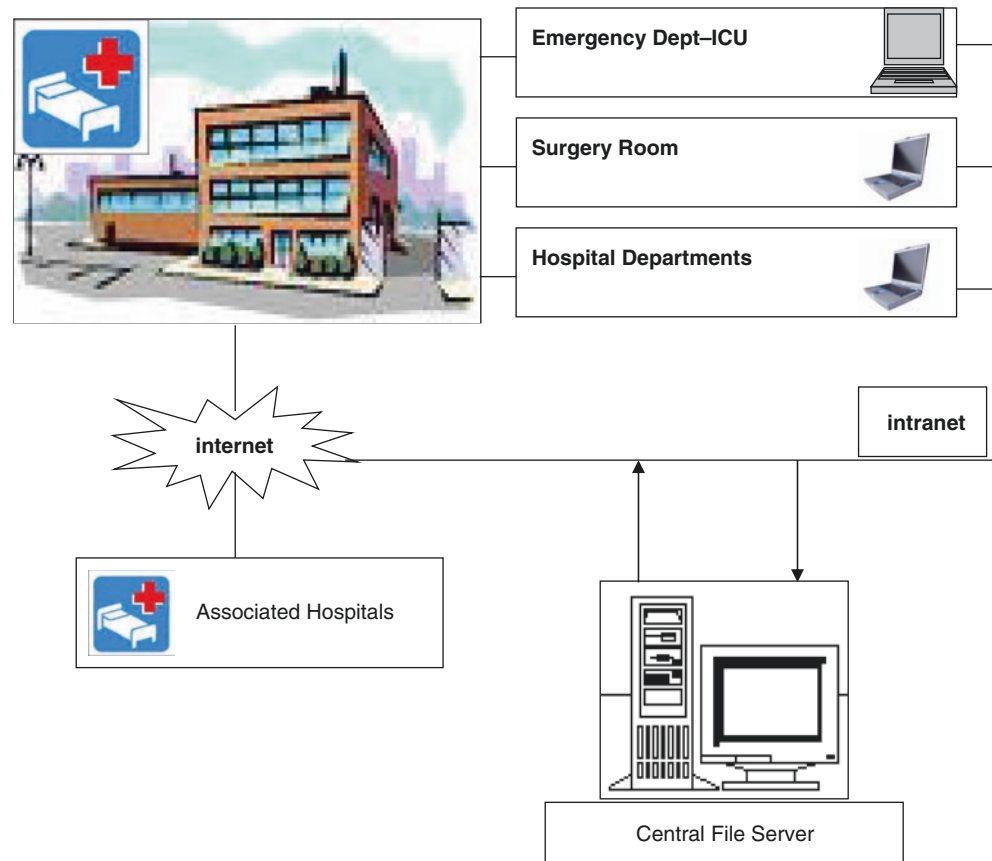 Emergency Dept–ICU
Surgery Room
Hospital Departments
intranet
internet
Associated Hospitals
Central File Server